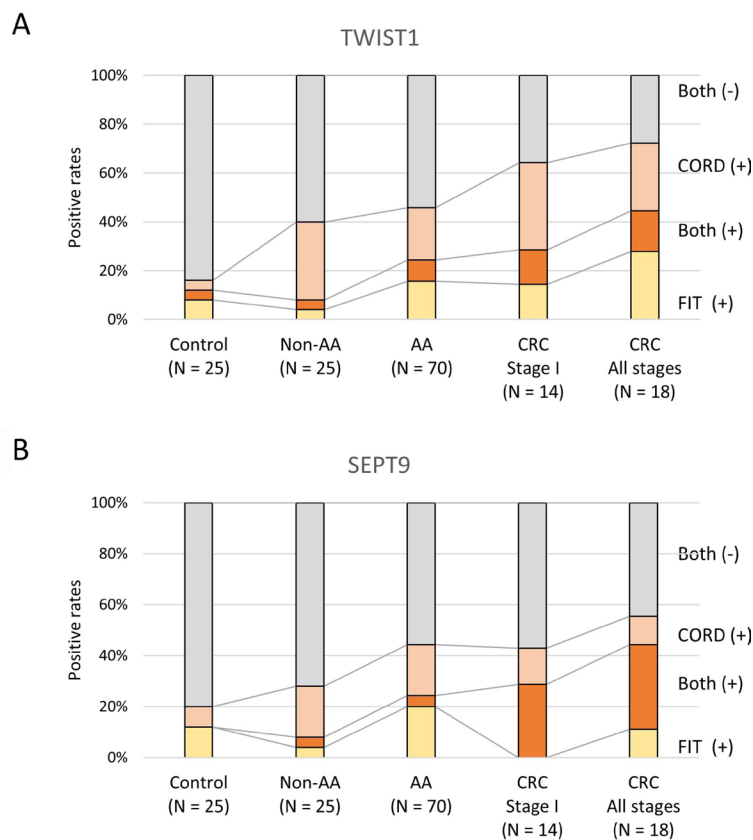 A
TWIST1
Positive rates
100%
80%
60%
40%
20%
0%
Both (-)
CORD (+)
Both (+)
FIT (+)
Control
(N = 25)
Non-AA
(N = 25)
AA
(N = 70)
CRC
Stage I
(N = 14)
CRC
All stages
(N = 18)
B
SEPT9
Positive rates
100%
80%
60%
40%
20%
0%
Both (-)
CORD (+)
Both (+)
FIT (+)
Control
(N = 25)
Non-AA
(N = 25)
AA
(N = 70)
CRC
Stage I
(N = 14)
CRC
All stages
(N = 18)